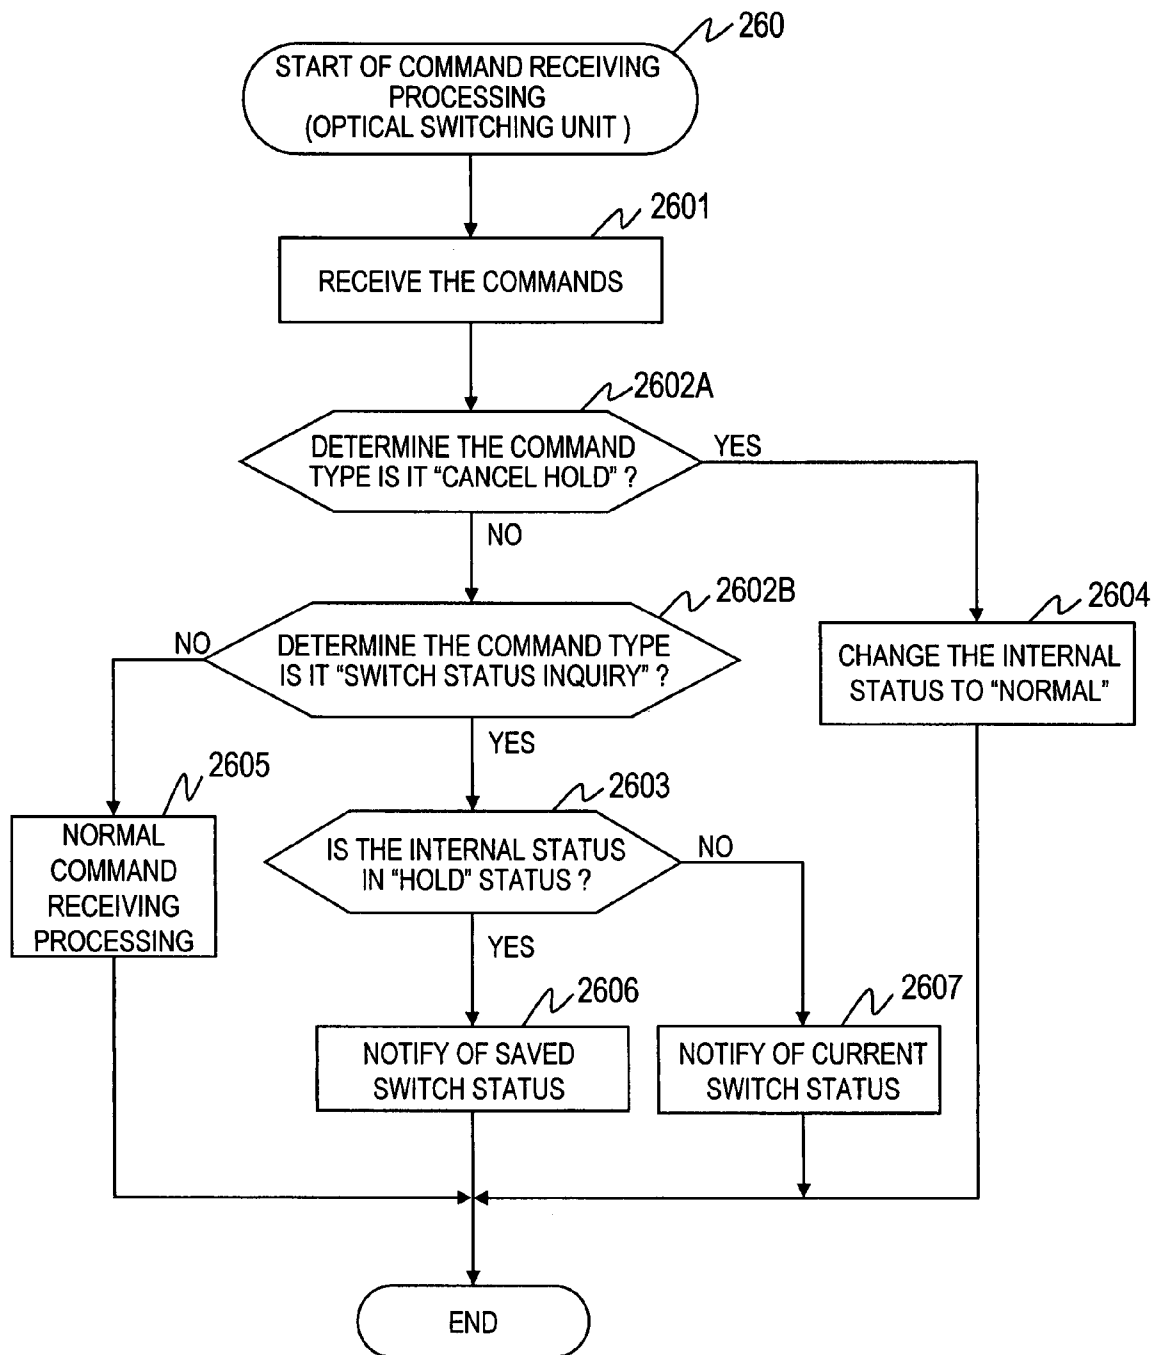 260
START OF COMMAND RECEIVING
PROCESSING
(OPTICAL SWITCHING UNIT )
2601
RECEIVE THE COMMANDS
2602A
DETERMINE THE COMMAND
TYPE IS IT “CANCEL HOLD” ?
YES
NO
2602B
DETERMINE THE COMMAND TYPE
IS IT “SWITCH STATUS INQUIRY” ?
NO
YES
2604
CHANGE THE INTERNAL
STATUS TO “NORMAL”
2605
NORMAL
COMMAND
RECEIVING
PROCESSING
2603
IS THE INTERNAL STATUS
IN “HOLD” STATUS ?
NO
YES
2606
NOTIFY OF SAVED
SWITCH STATUS
2607
NOTIFY OF CURRENT
SWITCH STATUS
END